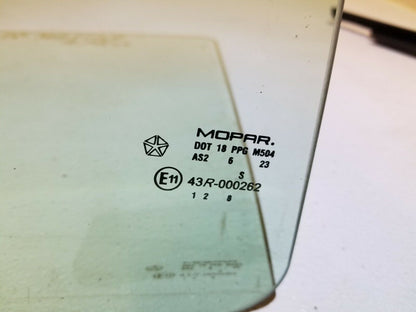 MOPAR.
DOT 18 PPG M504
AS2 6 23
S
E11 43R-000262
1 2 8